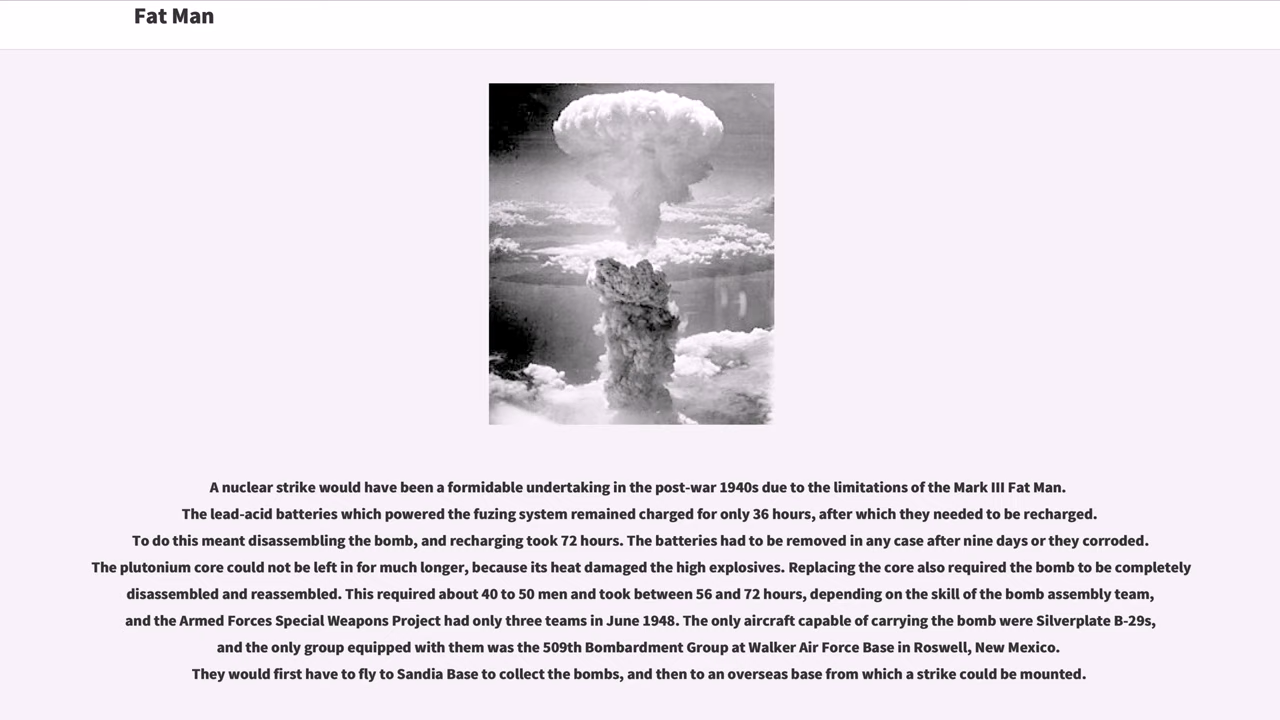 Fat Man
A nuclear strike would have been a formidable undertaking in the post-war 1940s due to the limitations of the Mark III Fat Man.
The lead-acid batteries which powered the fuzing system remained charged for only 36 hours, after which they needed to be recharged.
To do this meant disassembling the bomb, and recharging took 72 hours. The batteries had to be removed in any case after nine days or they corroded.
The plutonium core could not be left in for much longer, because its heat damaged the high explosives. Replacing the core also required the bomb to be completely
disassembled and reassembled. This required about 40 to 50 men and took between 56 and 72 hours, depending on the skill of the bomb assembly team,
and the Armed Forces Special Weapons Project had only three teams in June 1948. The only aircraft capable of carrying the bomb were Silverplate B-29s,
and the only group equipped with them was the 509th Bombardment Group at Walker Air Force Base in Roswell, New Mexico.
They would first have to fly to Sandia Base to collect the bombs, and then to an overseas base from which a strike could be mounted.